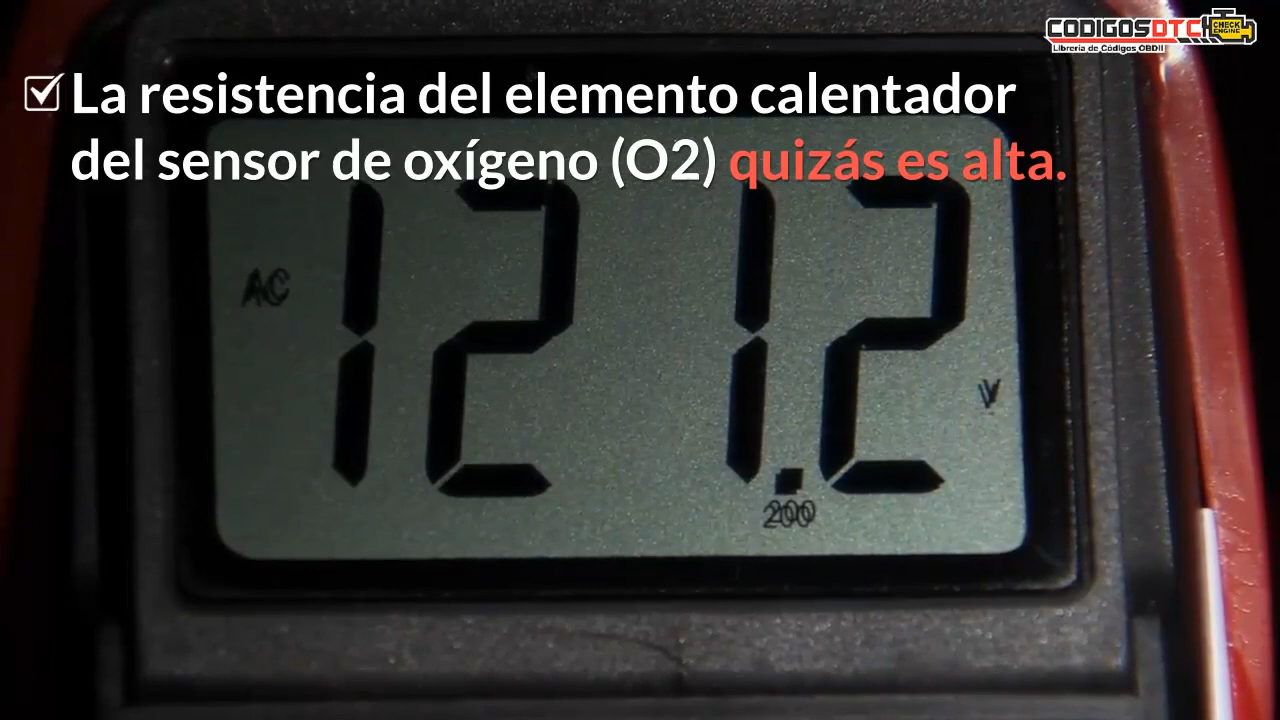 CODIGOSDTC
CHECK
ENGINE
Librería de Códigos OBDII
La resistencia del elemento calentador
del sensor de oxígeno (O2) quizás es alta.
AC
121.2
V
200